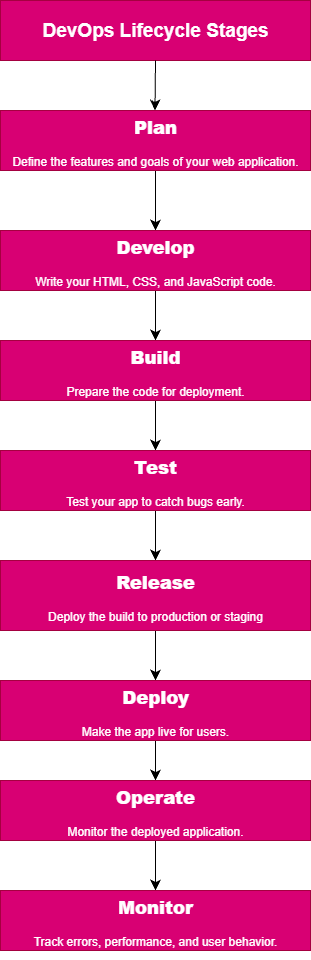 DevOps Lifecycle Stages
Plan
Define the features and goals of your web application.
Develop
Write your HTML, CSS, and JavaScript code.
Build
Prepare the code for deployment.
Test
Test your app to catch bugs early.
Release
Deploy the build to production or staging
Deploy
Make the app live for users.
Operate
Monitor the deployed application.
Monitor
Track errors, performance, and user behavior.